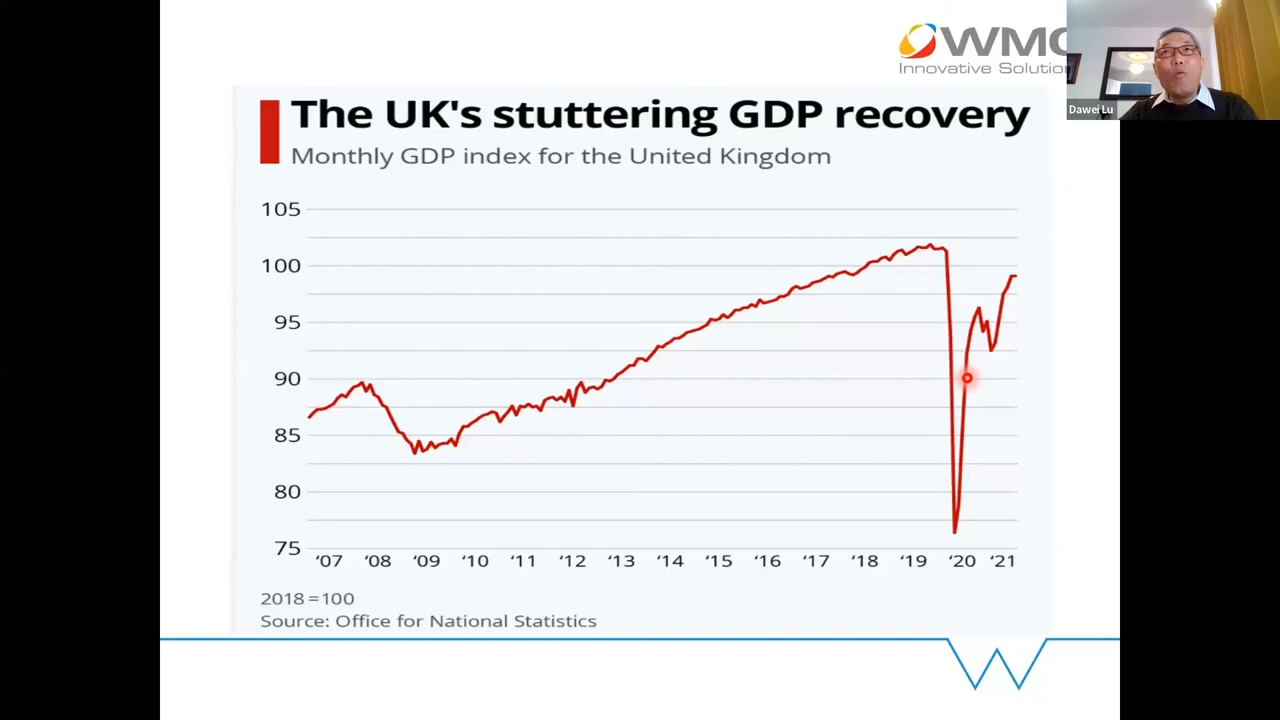 WMG
Innovative Solution
Dawei Lu
The UK's stuttering GDP recovery
Monthly GDP index for the United Kingdom
105
100
95
90
85
80
75
'07 '08 '09 '10 '11 '12 '13 '14 '15 '16 '17 '18 '19 '20 '21
2018=100
Source: Office for National Statistics